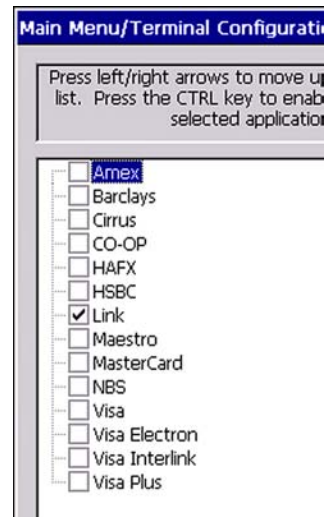 Main Menu/Terminal Configurati
Press left/right arrows to move u
list. Press the CTRL key to enab
selected application
Amex
Barclays
Cirrus
CO-OP
HAFX
HSBC
Link
Maestro
MasterCard
NBS
Visa
Visa Electron
Visa Interlink
Visa Plus